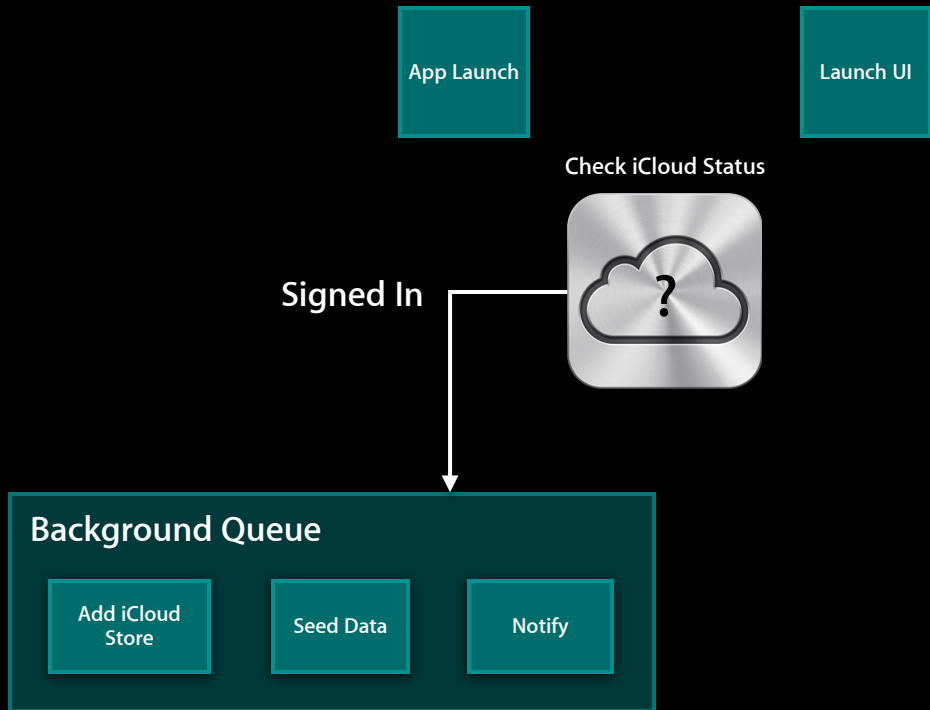 App Launch
Launch UI
Check iCloud Status
?
Signed In
Background Queue
Add iCloud
Store
Seed Data
Notify